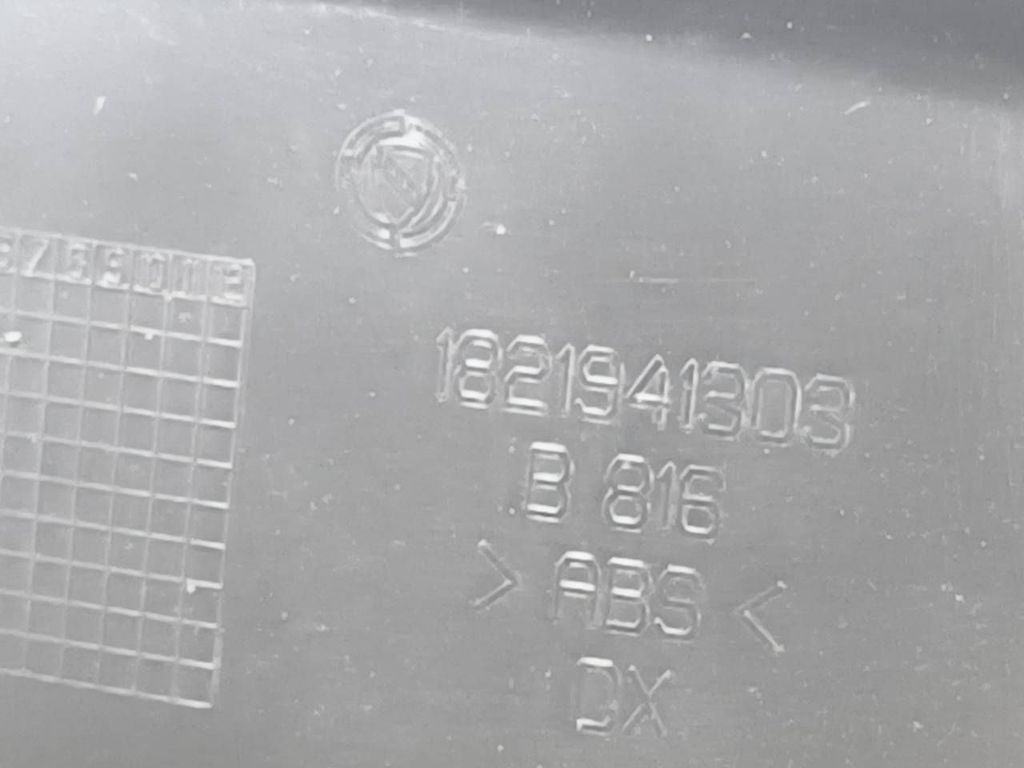 1821941303
B 816
> ABS <
DX